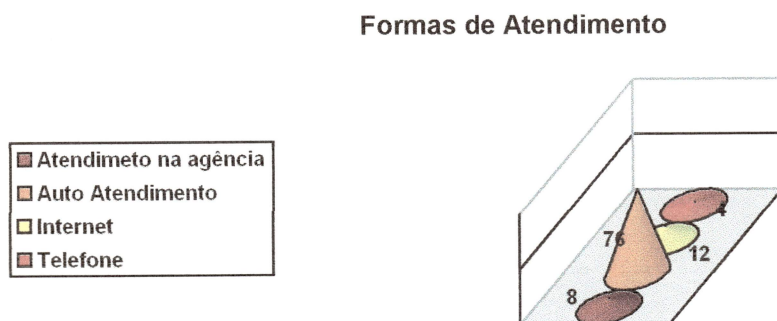 Formas de Atendimento
Atendimeto na agência
Auto Atendimento
Internet
Telefone
4
76
12
8